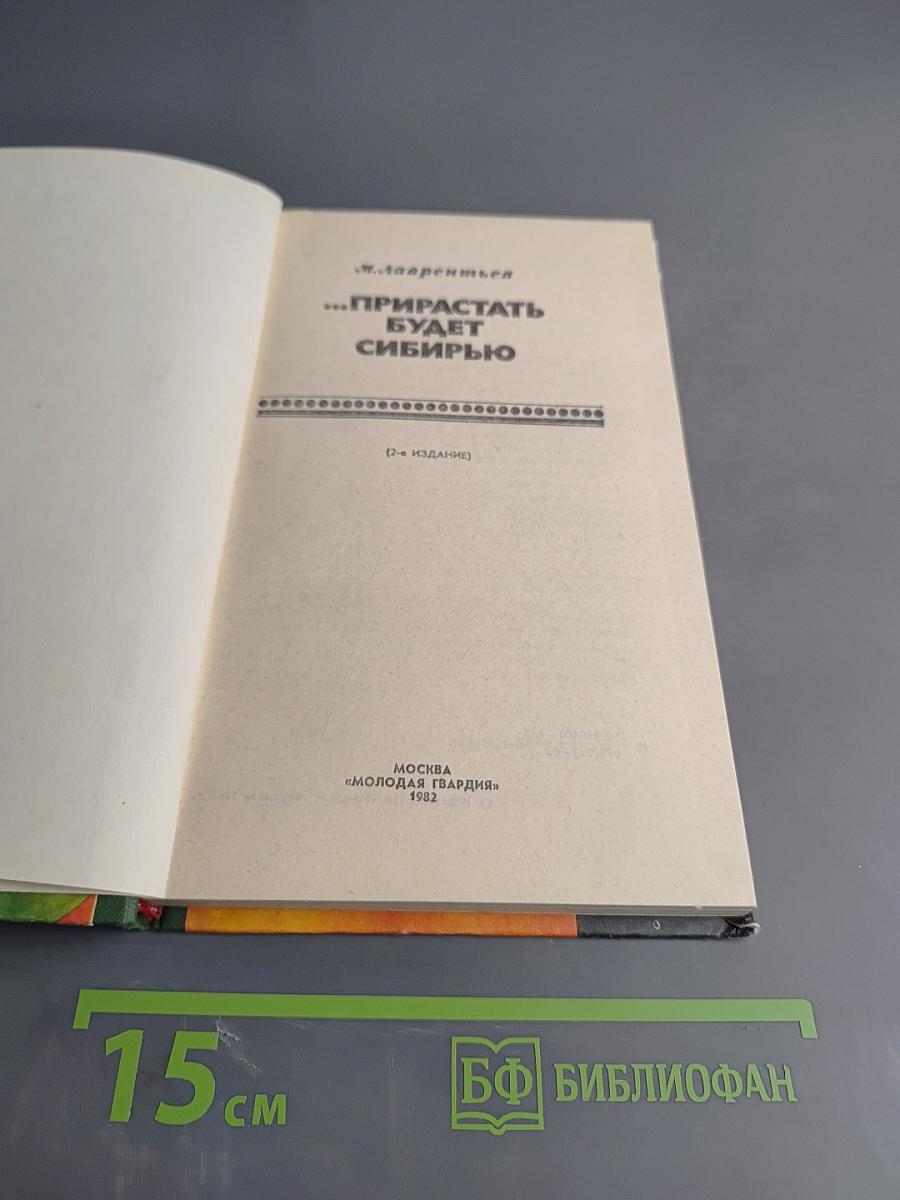 М. Лаврентьев
...ПРИРАСТАТЬ
БУДЕТ
СИБИРЬЮ
(2-е ИЗДАНИЕ)
МОСКВА
«МОЛОДАЯ ГВАРДИЯ»
1982
15 см
БФ БИБЛИОФАН